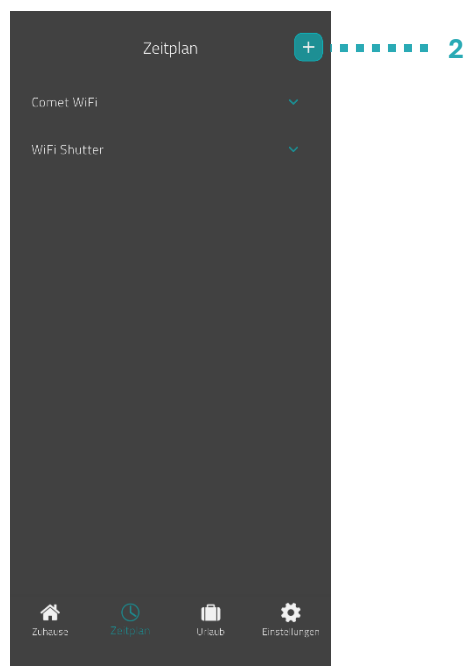 Zeitplan
+
2
Comet WiFi
WiFi Shutter
Zuhause
Zeitplan
Urlaub
Einstellungen